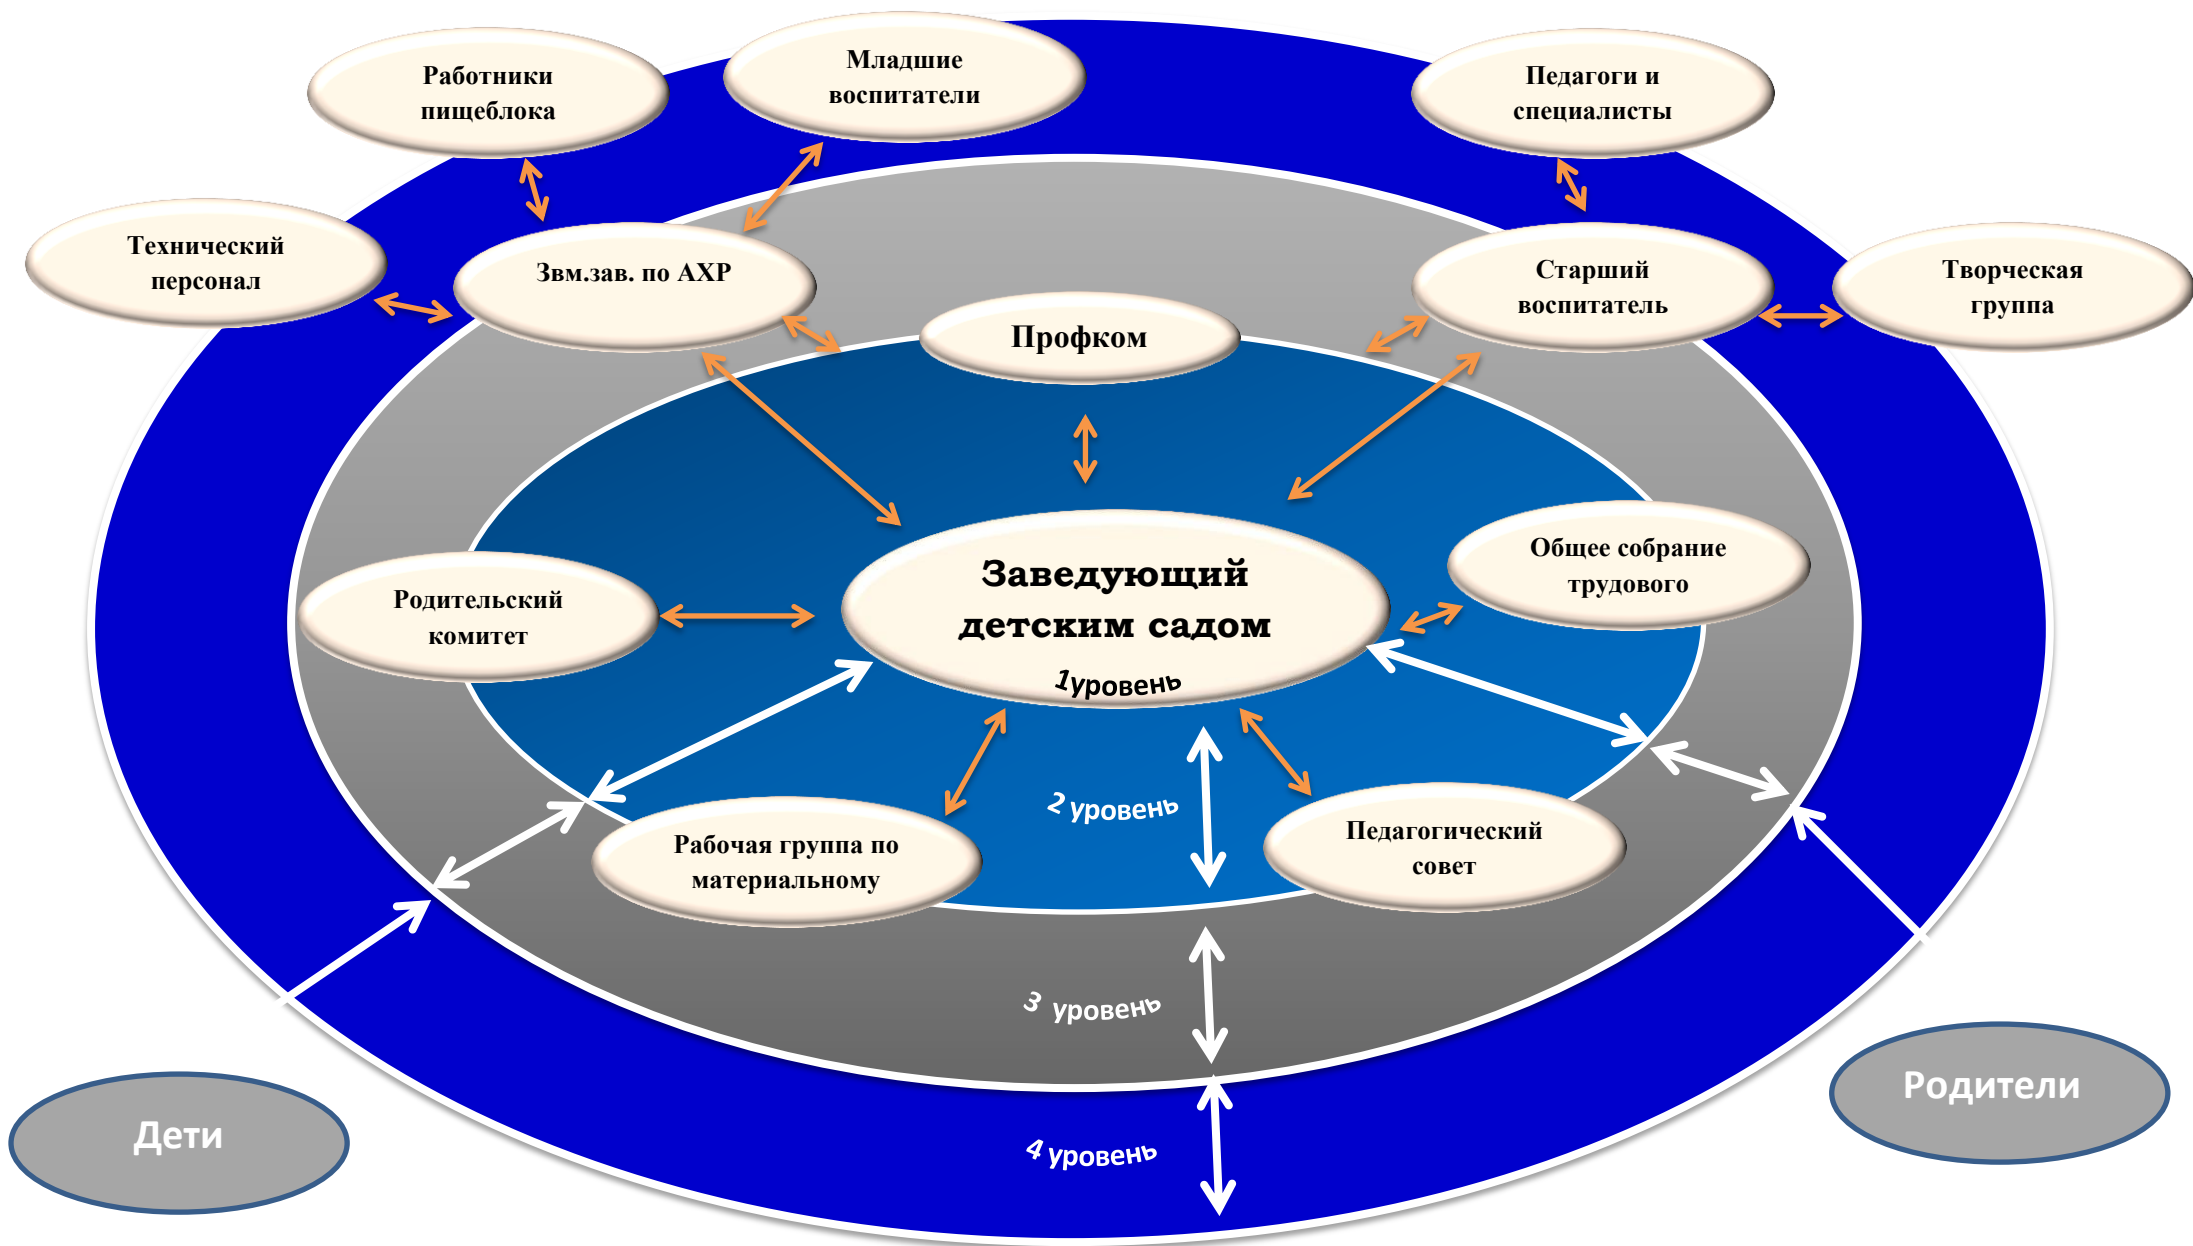 Работники
пищеблока
Младшие
воспитатели
Педагоги и
специалисты
Технический
персонал
Звм.зав. по АХР
Старший
воспитатель
Творческая
группа
Профком
Родительский
комитет
Заведующий
детским садом
1уровень
Общее собрание
трудового
Рабочая группа по
материальному
2 уровень
Педагогический
совет
3 уровень
4 уровень
Дети
Родители